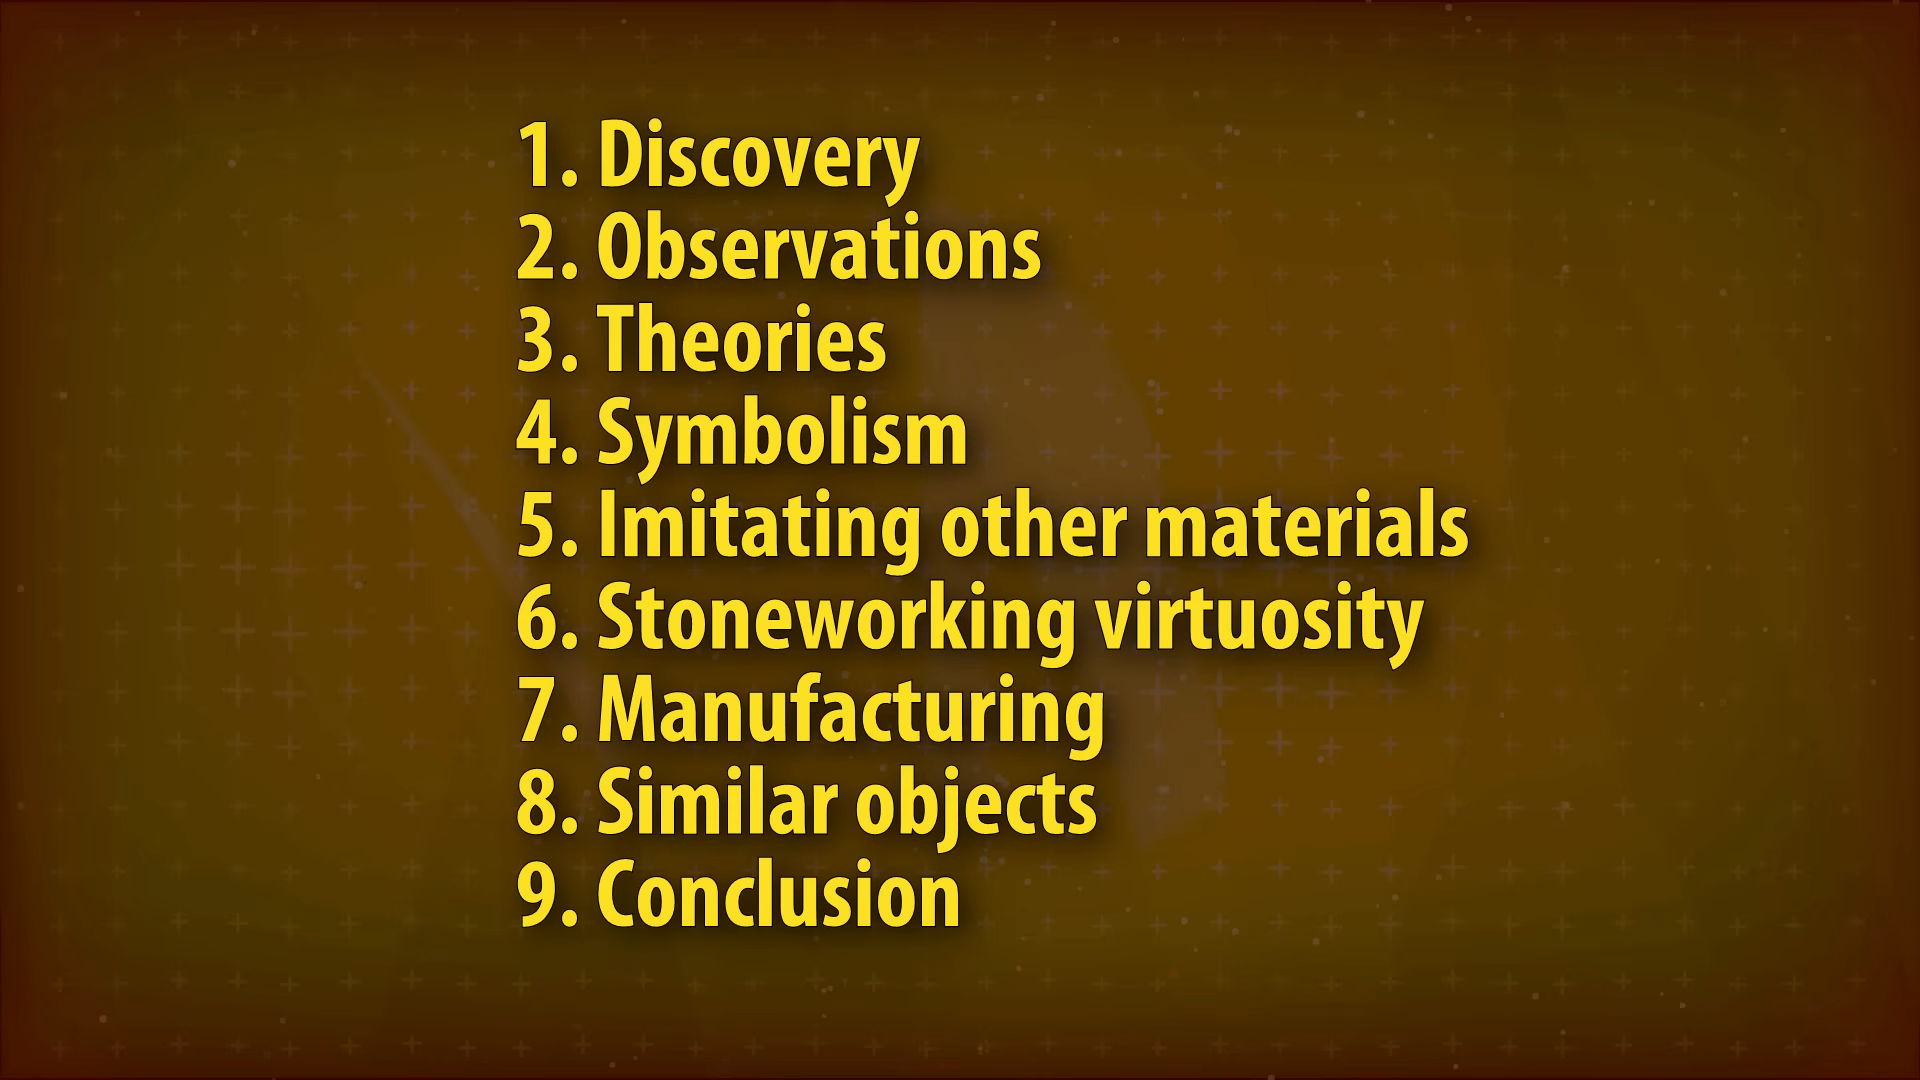 1. Discovery
2. Observations
3. Theories
4. Symbolism
5. Imitating other materials
6. Stoneworking virtuosity
7. Manufacturing
8. Similar objects
9. Conclusion